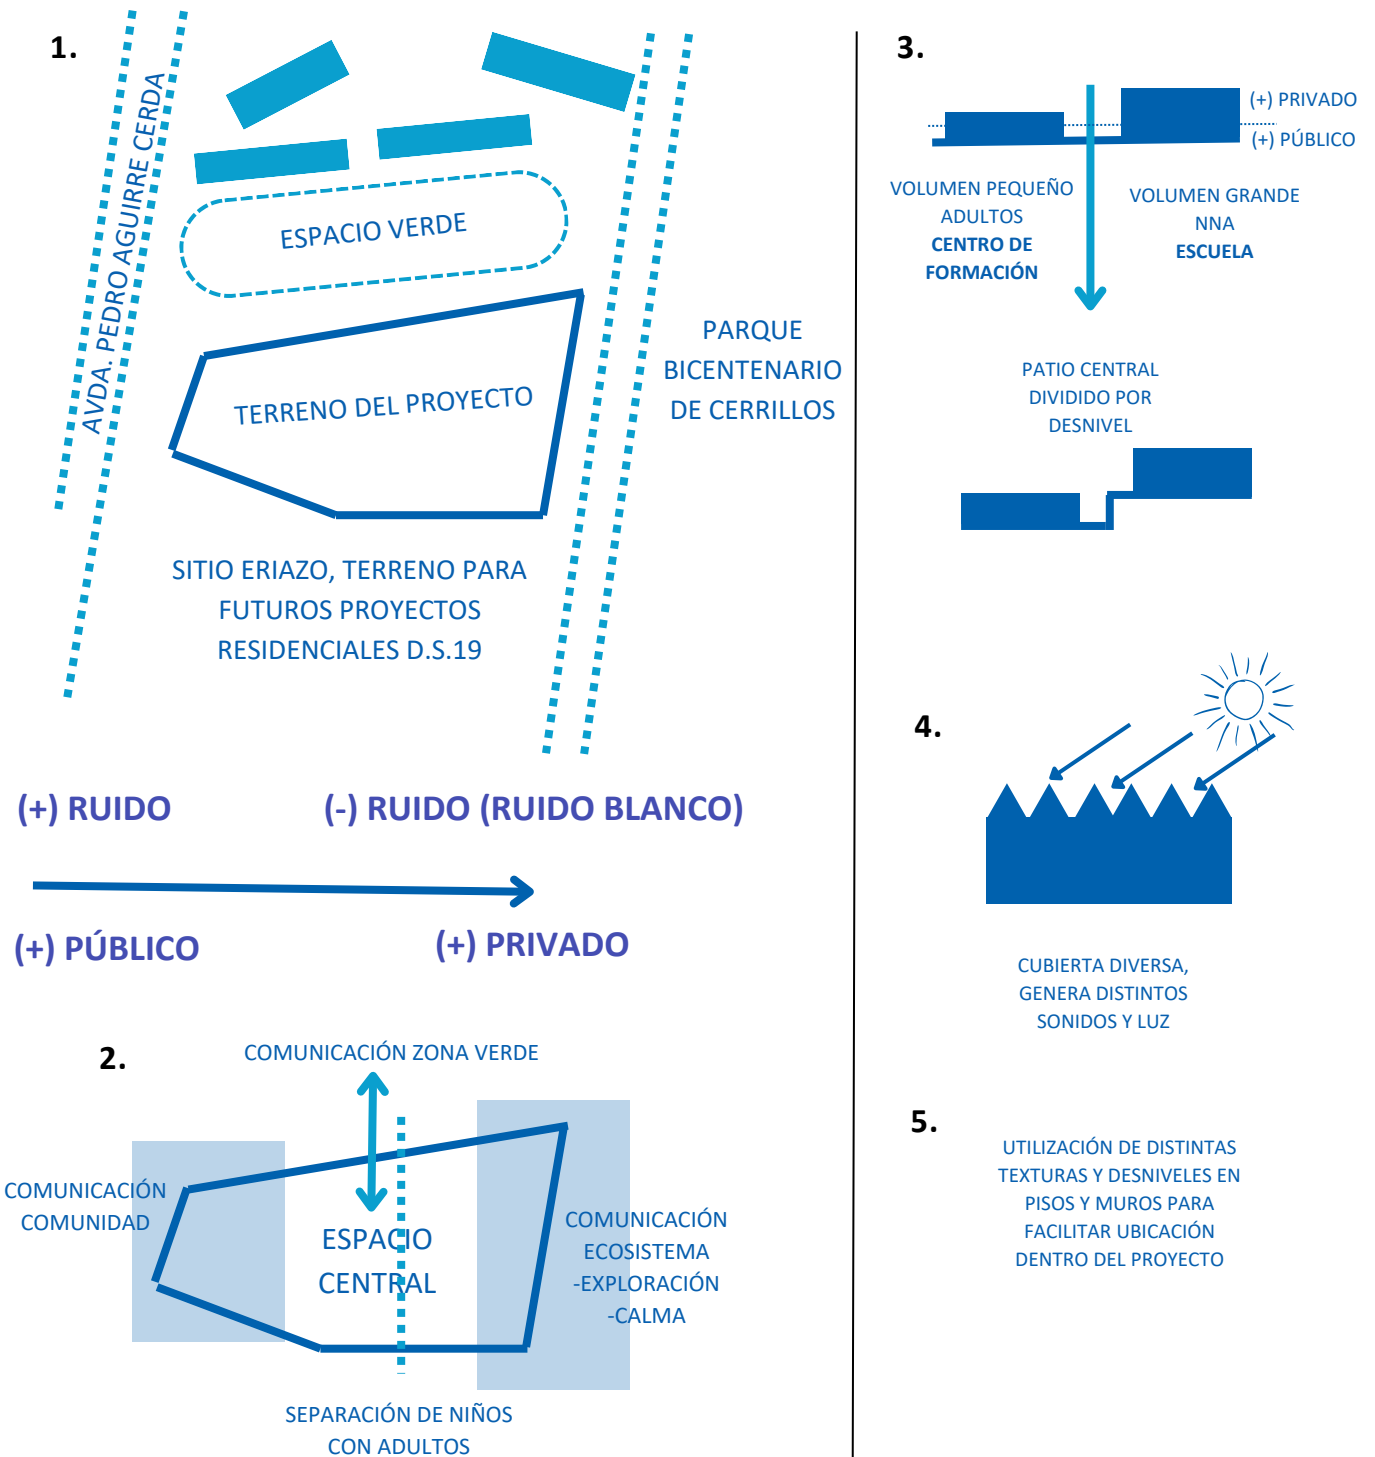 1.
AVDA. PEDRO AGUIRRE CERDA
ESPACIO VERDE
TERRENO DEL PROYECTO
PARQUE
BICENTENARIO
DE CERRILLOS
SITIO ERIAZO, TERRENO PARA
FUTUROS PROYECTOS
RESIDENCIALES D.S.19
(+) RUIDO
(-) RUIDO (RUIDO BLANCO)
(+) PÚBLICO
(+) PRIVADO
2.
COMUNICACIÓN ZONA VERDE
COMUNICACIÓN
COMUNIDAD
ESPACIO
CENTRAL
COMUNICACIÓN
ECOSISTEMA
-EXPLORACIÓN
-CALMA
SEPARACIÓN DE NIÑOS
CON ADULTOS
3.
(+) PRIVADO
(+) PÚBLICO
VOLUMEN PEQUEÑO
ADULTOS
CENTRO DE
FORMACIÓN
VOLUMEN GRANDE
NNA
ESCUELA
PATIO CENTRAL
DIVIDIDO POR
DESNIVEL
4.
CUBIERTA DIVERSA,
GENERA DISTINTOS
SONIDOS Y LUZ
5.
UTILIZACIÓN DE DISTINTAS
TEXTURAS Y DESNIVELES EN
PISOS Y MUROS PARA
FACILITAR UBICACIÓN
DENTRO DEL PROYECTO